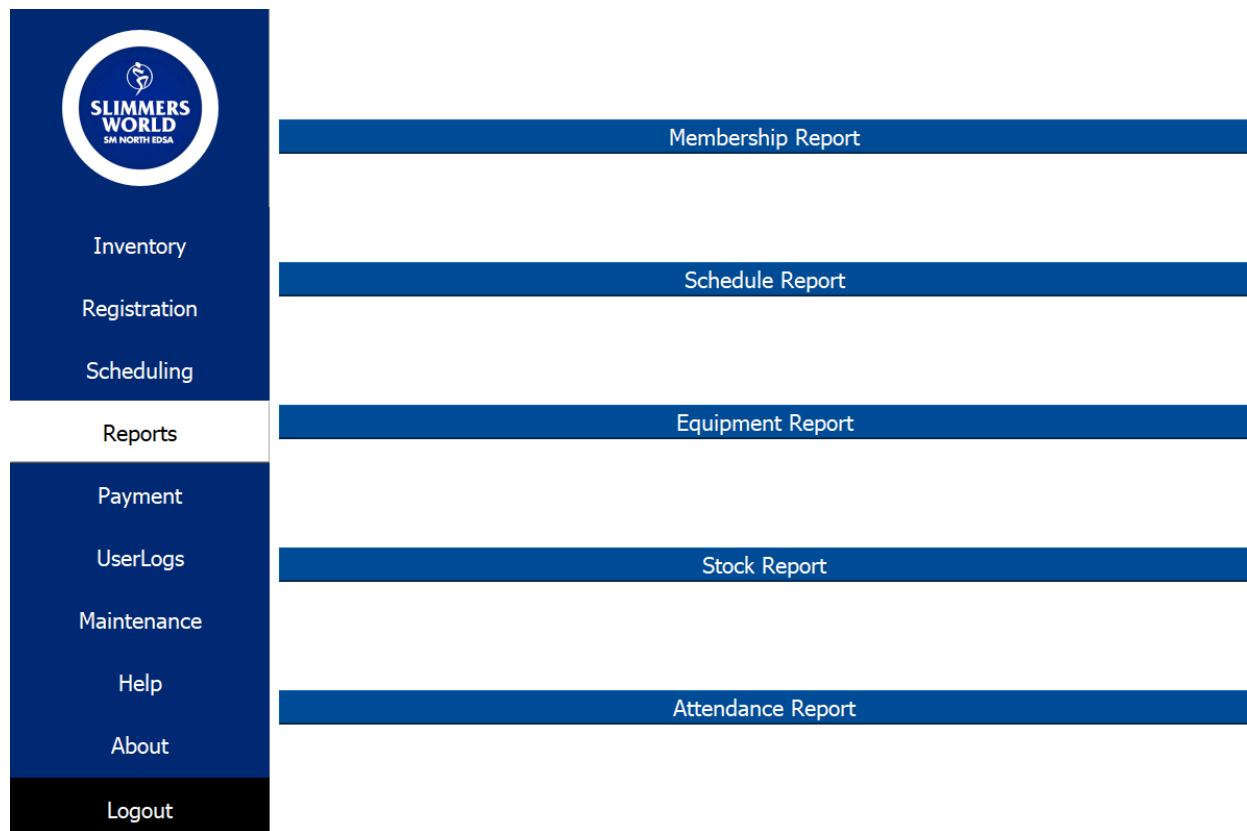 SLIMMERS
WORLD
SM NORTH EDSA
Inventory
Registration
Scheduling
Reports
Payment
UserLogs
Maintenance
Help
About
Logout
Membership Report
Schedule Report
Equipment Report
Stock Report
Attendance Report